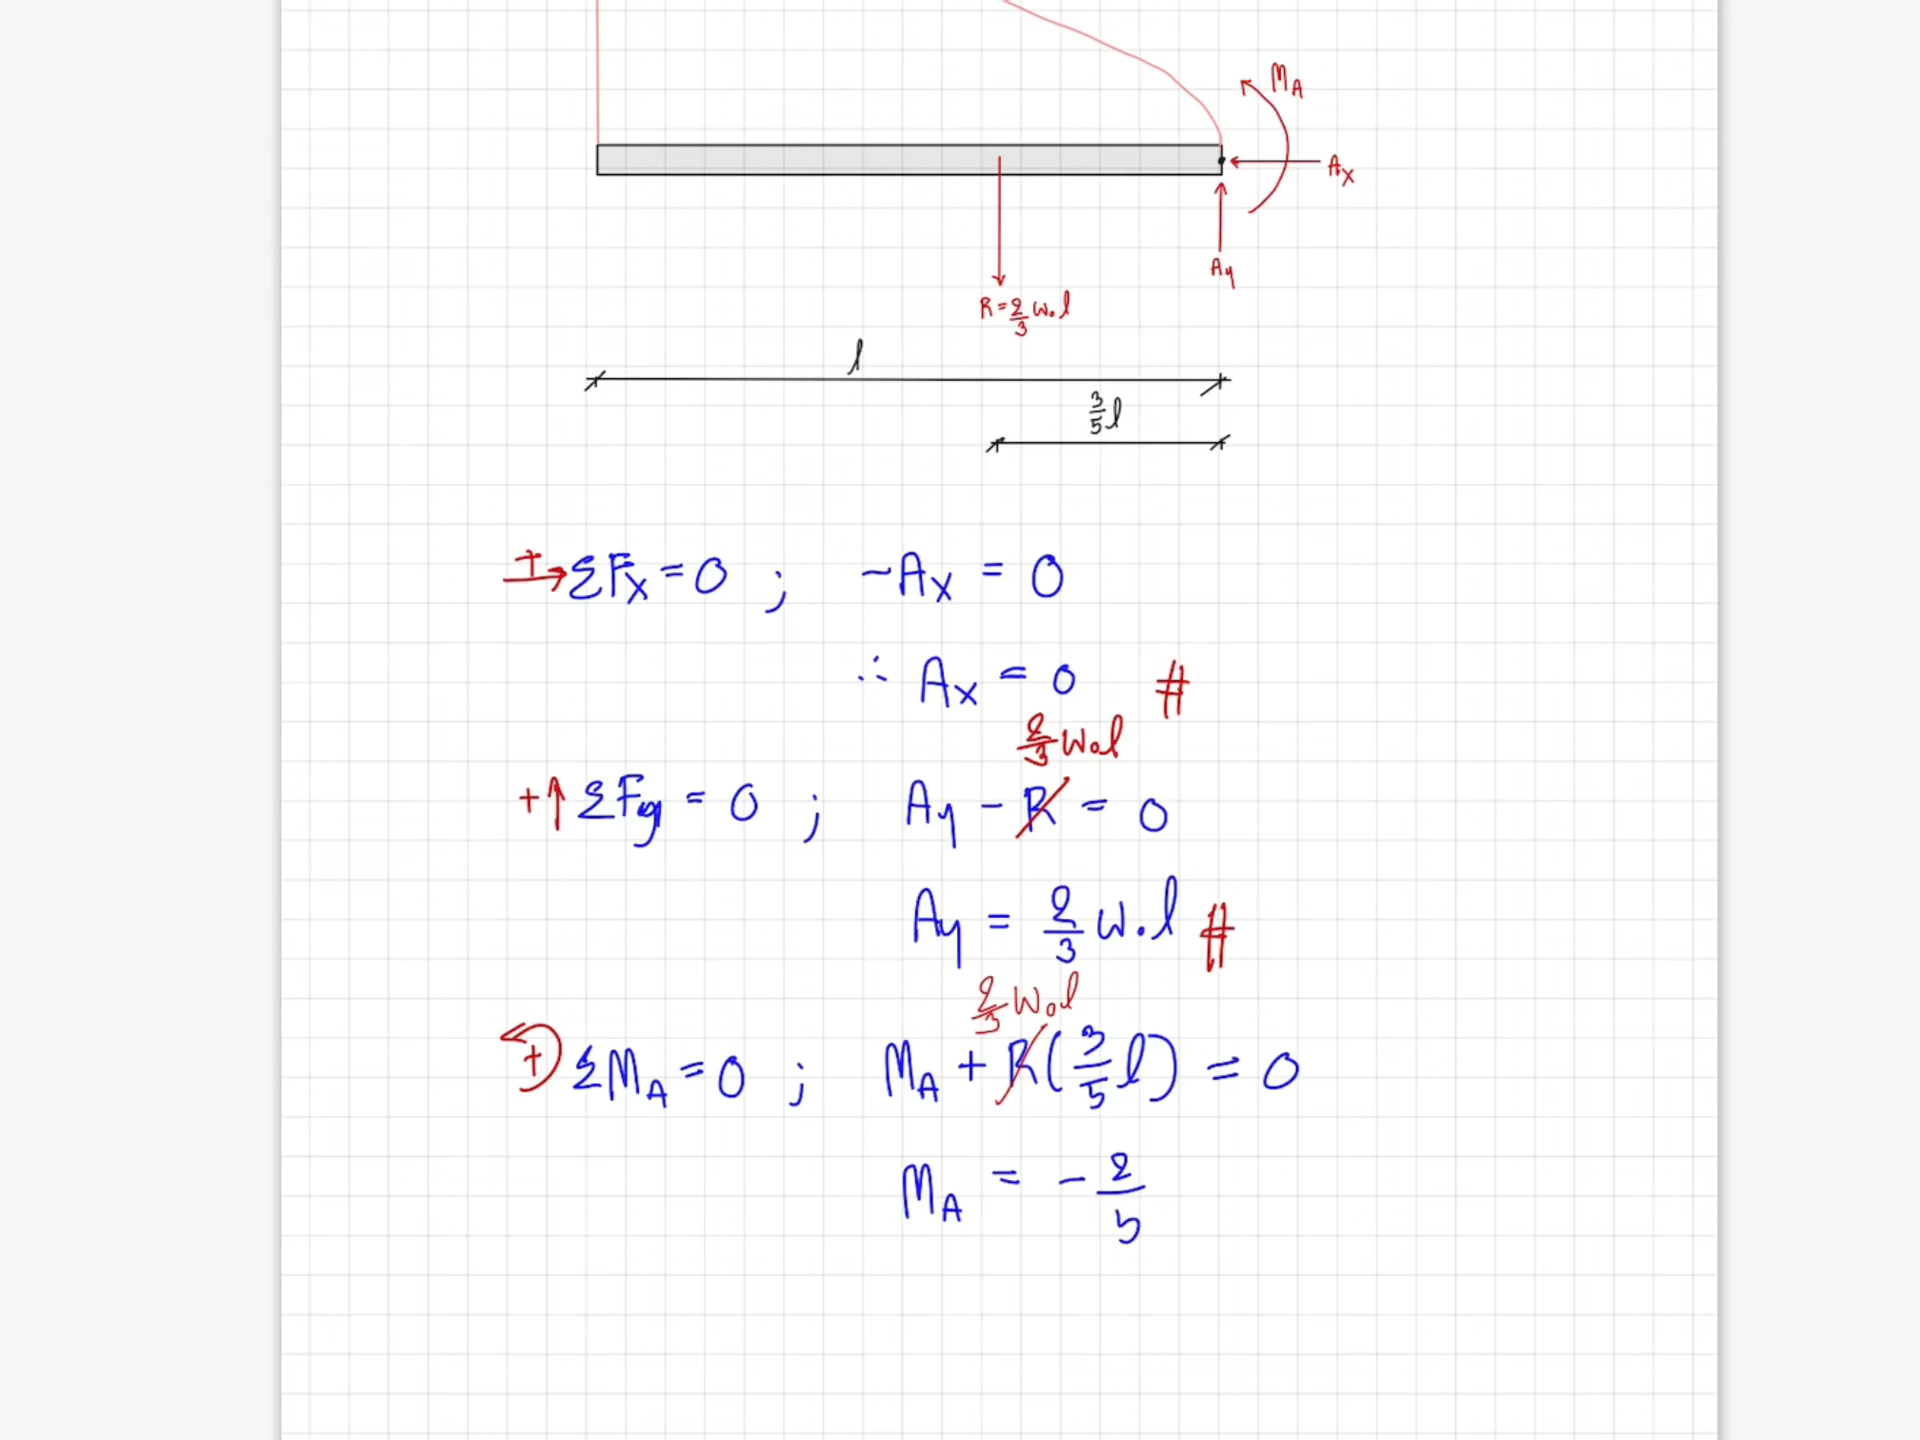 M_A
A_x
A_y
R = 2/3 w₀l
l
3/5 l
+→ ΣF_x = 0 ; -A_x = 0
∴ A_x = 0 #
2/3 w₀l
+↑ ΣF_y = 0 ; A_y - R = 0
A_y = 2/3 w₀l #
2/3 w₀l
+ ΣM_A = 0 ; M_A + R(3/5 l) = 0
M_A = - 2/5